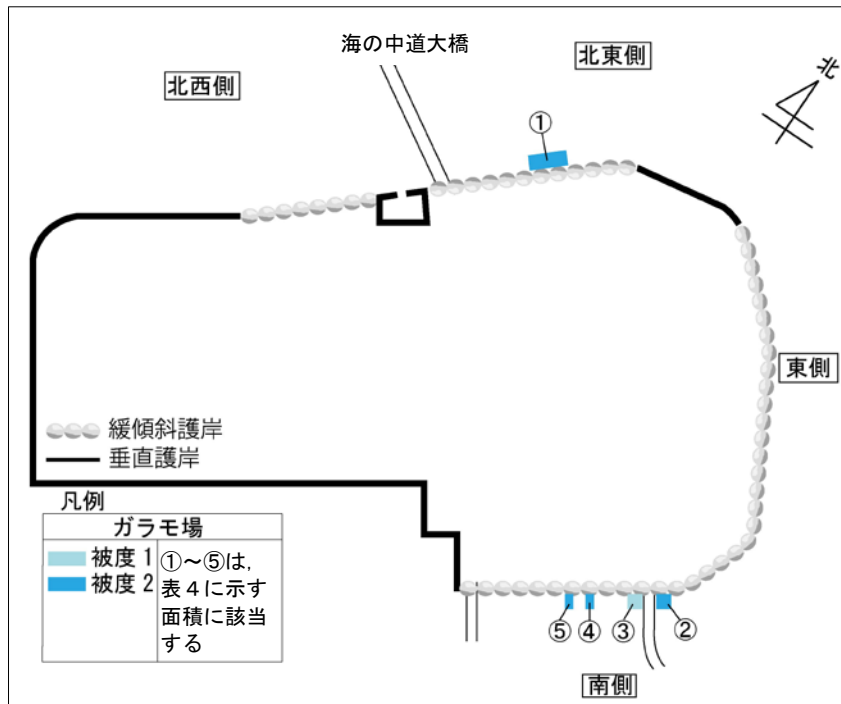 海の中道大橋
北西側
北東側
北
①
東側
緩傾斜護岸
垂直護岸
凡例
ガラモ場
被度1
被度2
①～⑤は,
表4に示す
面積に該当
する
⑤
④
③
②
南側